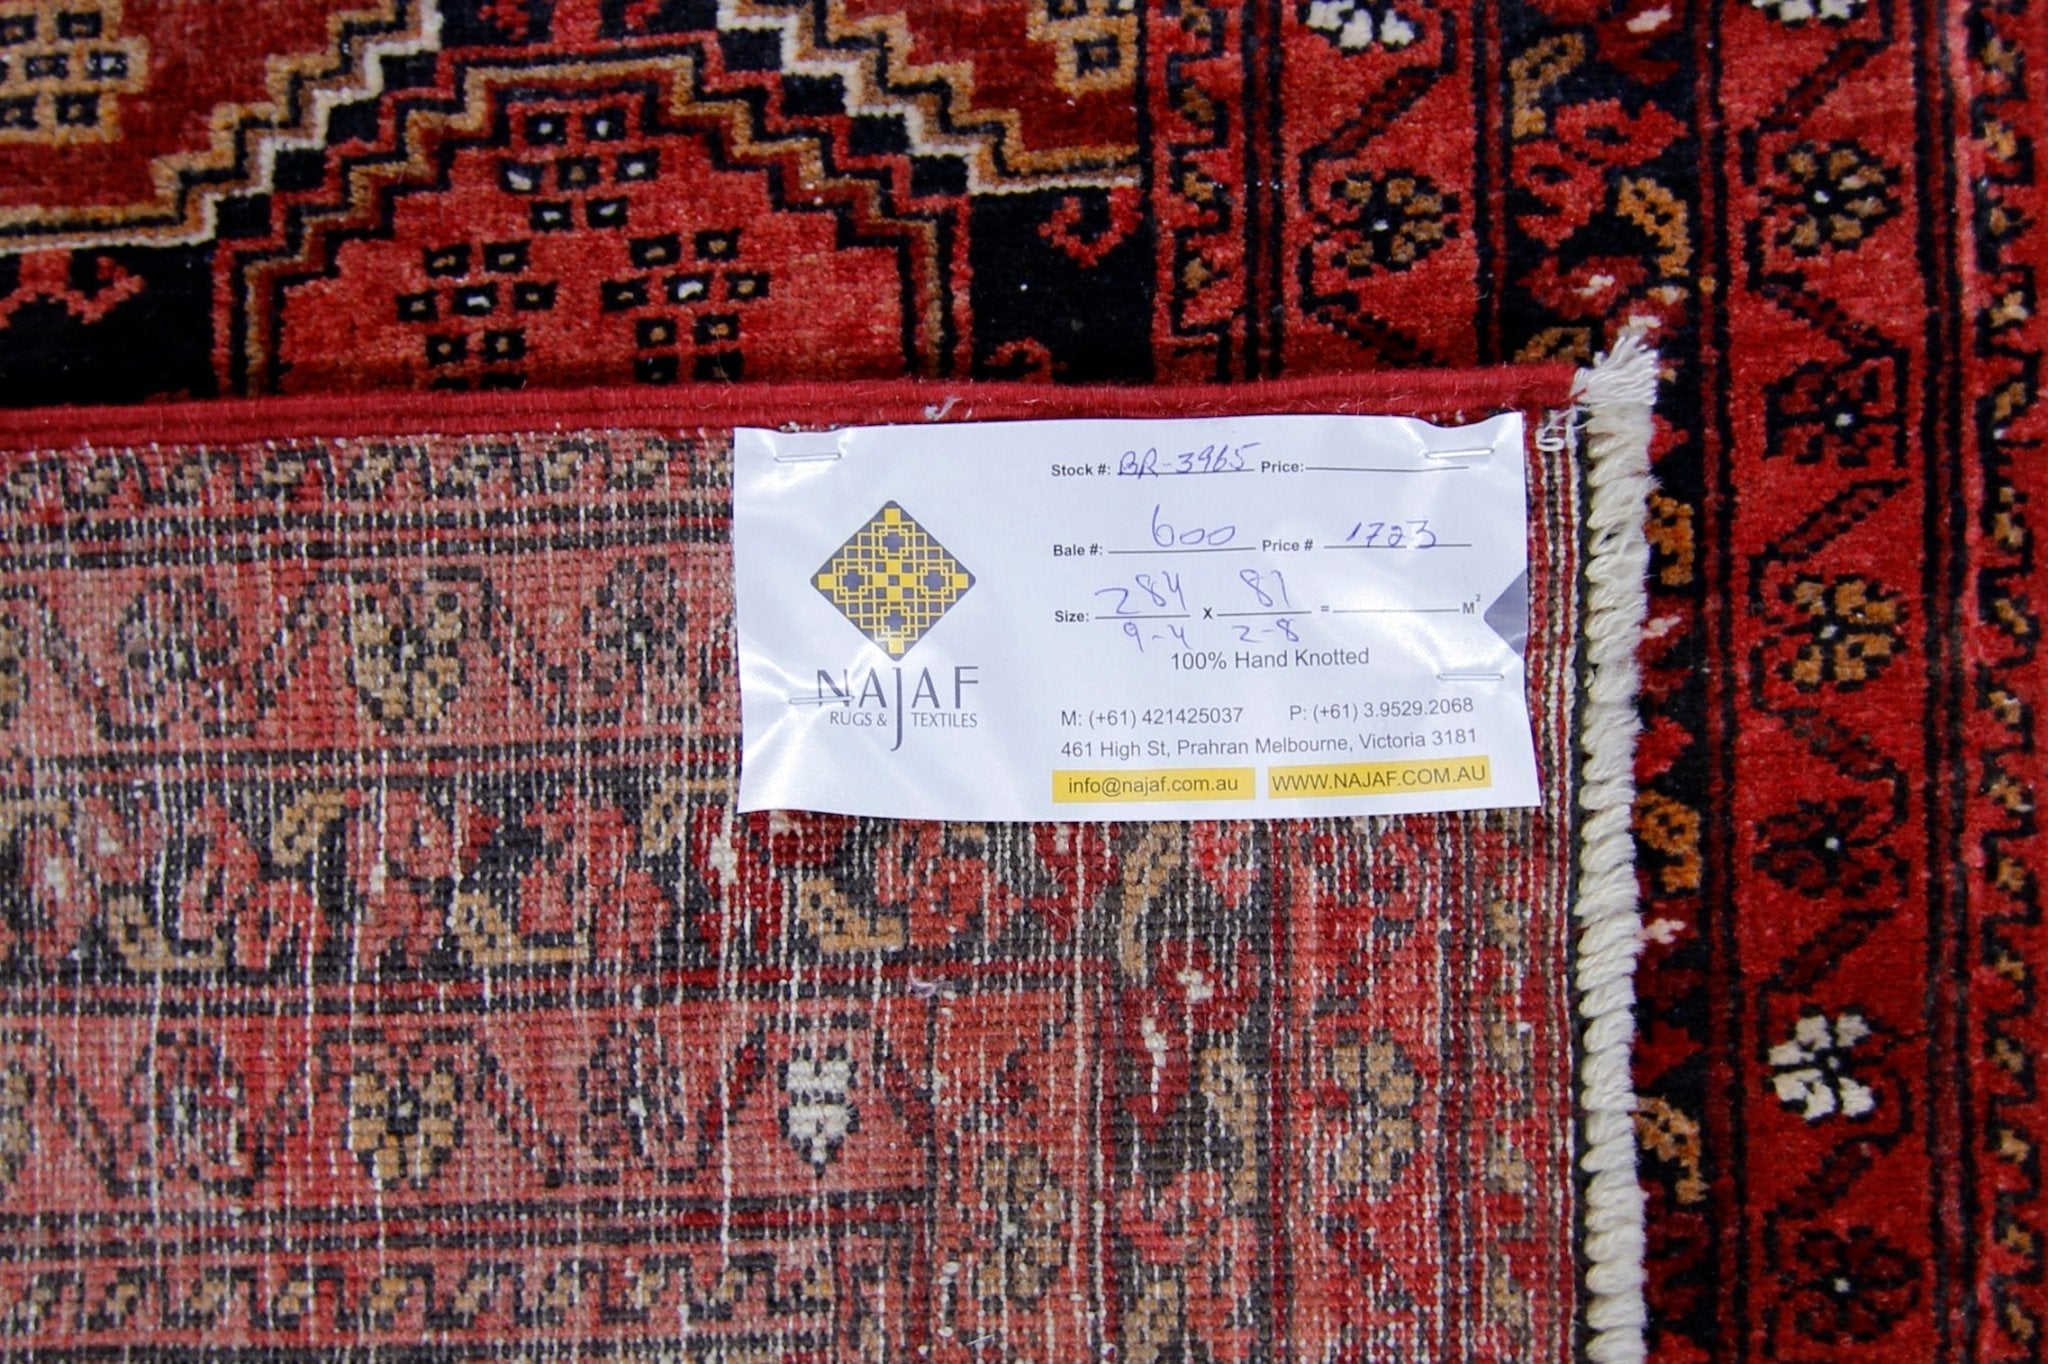 Stock #: BR-3965 Price:
Bale #: 600 Price # 1723
Size: 284 x 81 = M²
9-4 2-8
100% Hand Knotted
NAJAF
RUGS & TEXTILES
M: (+61) 421425037 P: (+61) 3.9529.2068
461 High St, Prahran Melbourne, Victoria 3181
info@najaf.com.au WWW.NAJAF.COM.AU